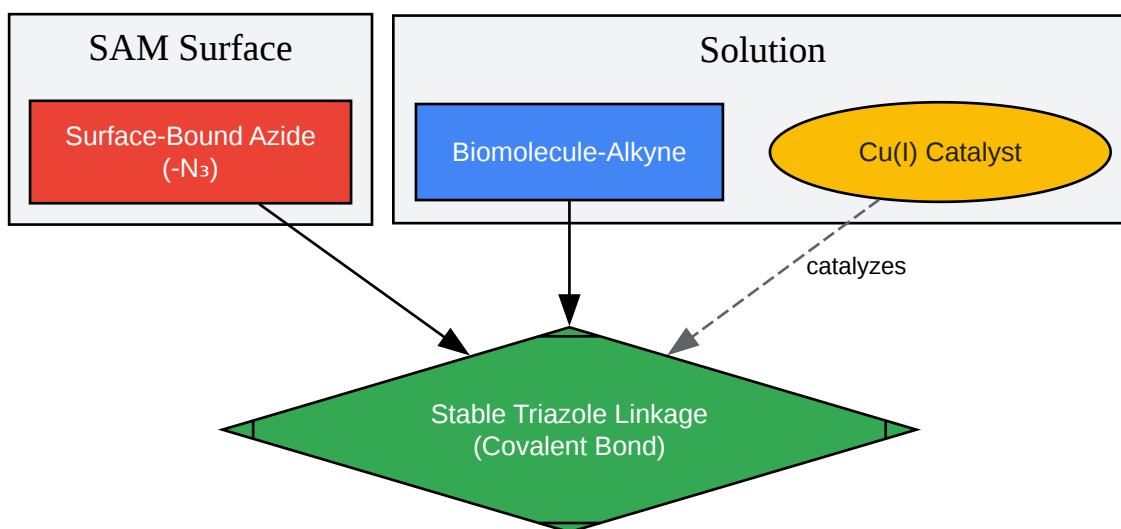 SAM Surface
Solution
Surface-Bound Azide
(-N₃)
Biomolecule-Alkyne
Cu(I) Catalyst
catalyzes
Stable Triazole Linkage
(Covalent Bond)